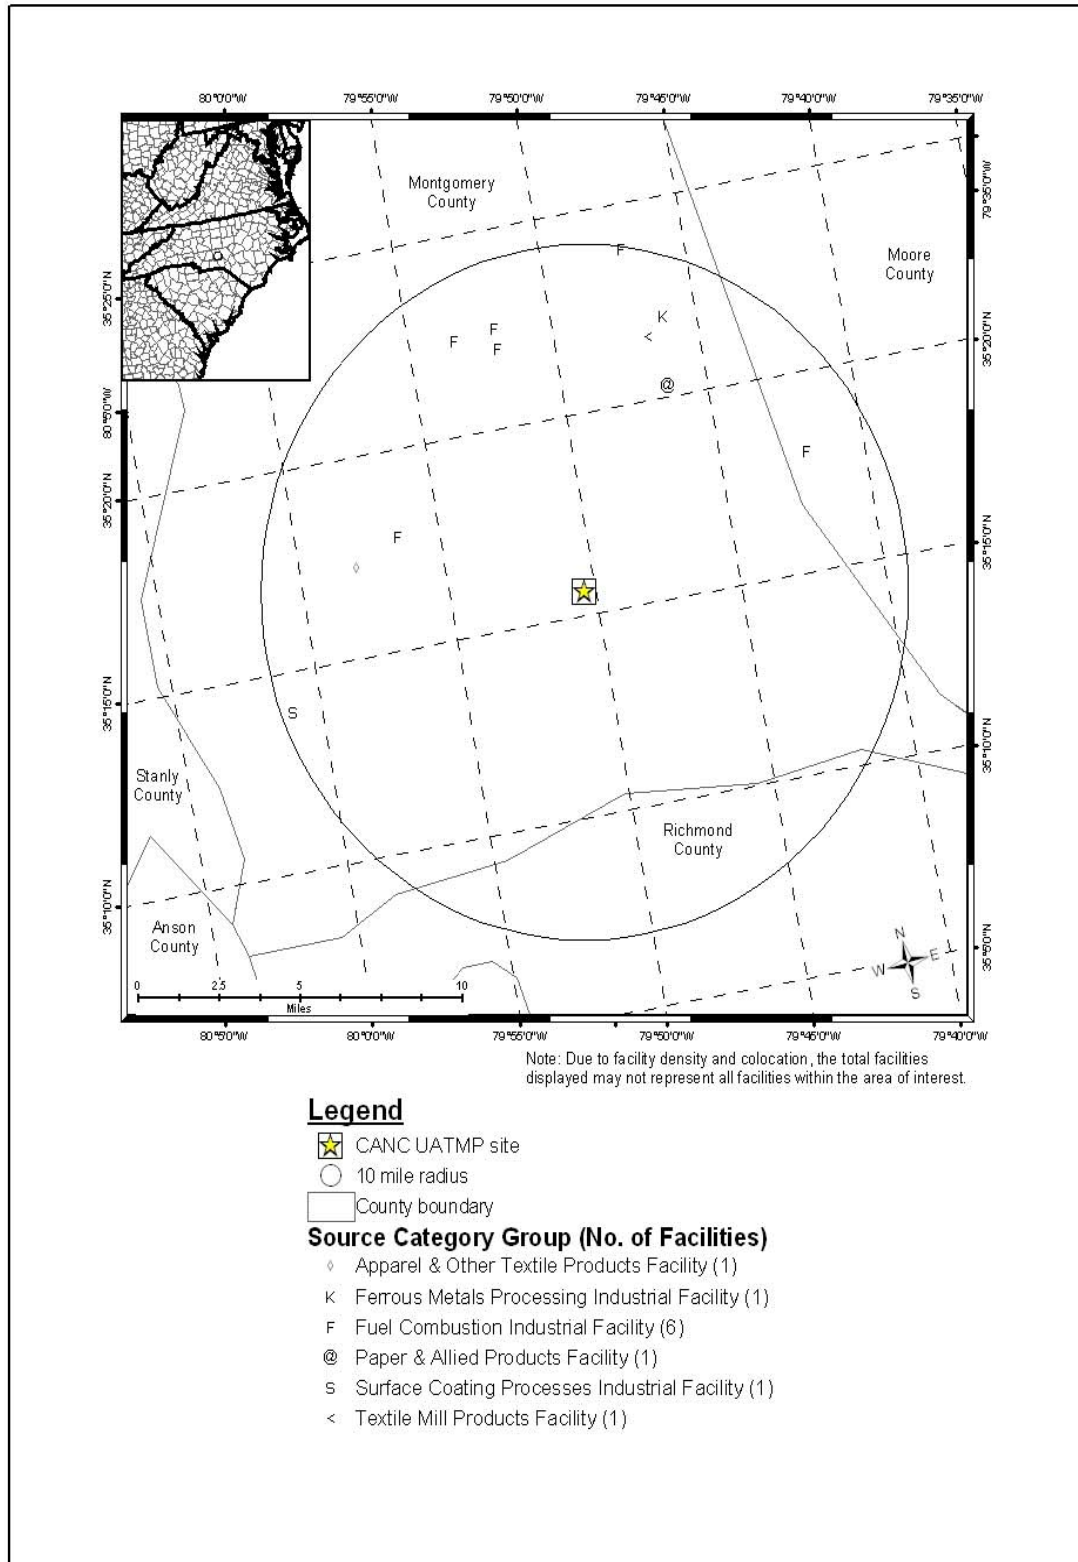 80°0'0"W 79°55'0"W 79°50'0"W 79°45'0"W 79°40'0"W 79°35'0"W
79°35'0"W
35°25'0"N
35°20'0"N
80°5'0"W
35°20'0"N
35°15'0"N
35°15'0"N
35°10'0"N
35°10'0"N
35°5'0"N
Montgomery
County
Moore
County
F
K
F
F
<
F
@
F
F
S
Stanly
County
Richmond
County
Anson
County
N
W E
S
0 2.5 5 10
Miles
80°5'0"W 80°0'0"W 79°55'0"W 79°50'0"W 79°45'0"W 79°40'0"W
Note: Due to facility density and colocation, the total facilities
displayed may not represent all facilities within the area of interest.
Legend
CANC UATMP site
10 mile radius
County boundary
Source Category Group (No. of Facilities)
Apparel & Other Textile Products Facility (1)
K Ferrous Metals Processing Industrial Facility (1)
F Fuel Combustion Industrial Facility (6)
@ Paper & Allied Products Facility (1)
S Surface Coating Processes Industrial Facility (1)
< Textile Mill Products Facility (1)